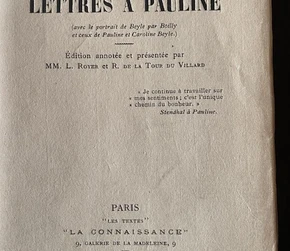 LETTRES A PAULINE
(avec le portrait de Beyle par Boilly
et ceux de Pauline et Caroline Beyle.)
Édition annotée et présentée par
MM. L. ROYER et R. DE LA TOUR DU VILLARD
« Je continue à travailler sur
« mes sentiments ; c'est l'unique
« chemin du bonheur. »
Stendhal à Pauline.
PARIS
"LES TEXTES"
"LA CONNAISSANCE"
9, GALERIE DE LA MADELEINE, 9